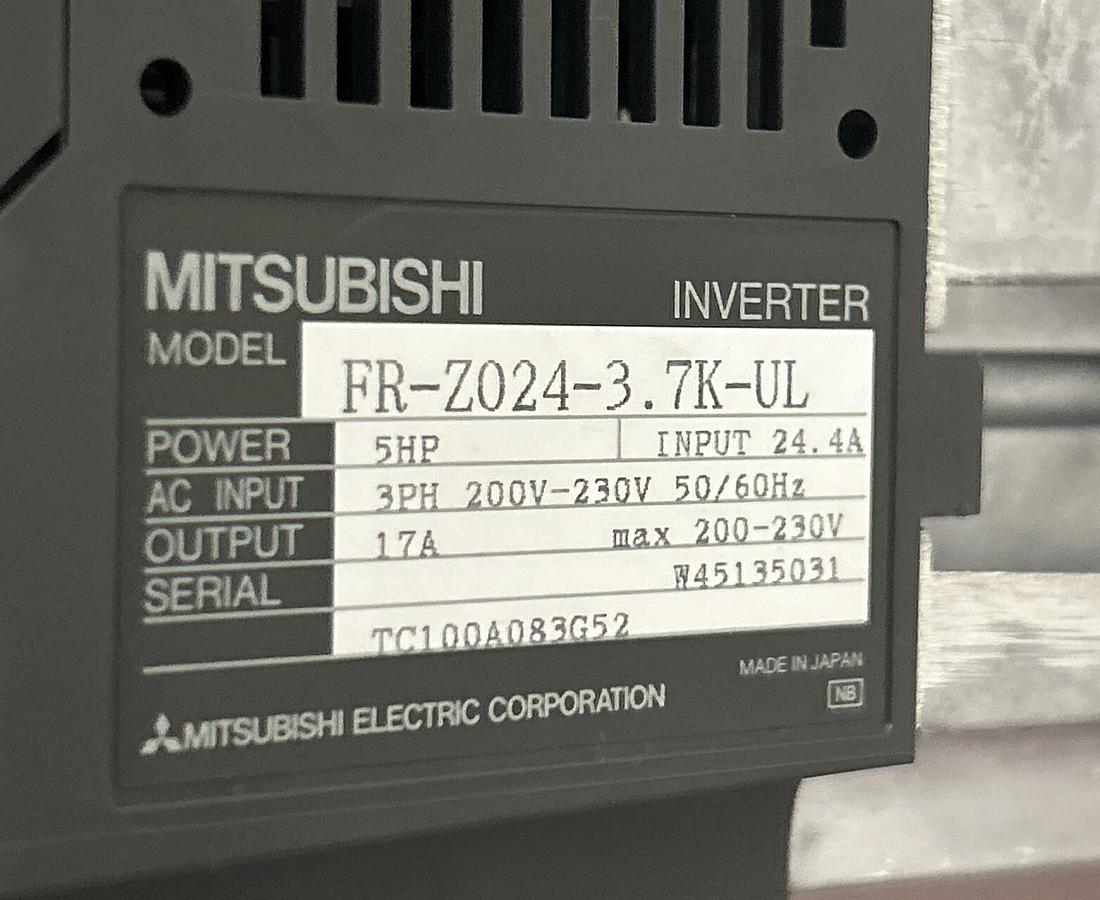 MITSUBISHI INVERTER
MODEL FR-Z024-3.7K-UL
POWER 5HP INPUT 24.4A
AC INPUT 3PH 200V-230V 50/60Hz
OUTPUT 17A max 200-230V
SERIAL W45135031
TC100A083G52
MADE IN JAPAN
NB
MITSUBISHI ELECTRIC CORPORATION